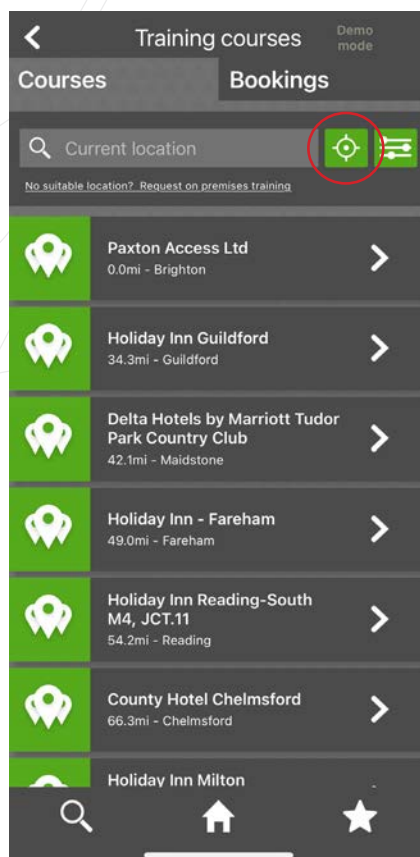 Training courses
Demo
mode
Courses
Bookings
Current location
No suitable location? Request on premises training
Paxton Access Ltd
0.0mi - Brighton
Holiday Inn Guildford
34.3mi - Guildford
Delta Hotels by Marriott Tudor
Park Country Club
42.1mi - Maidstone
Holiday Inn - Fareham
49.0mi - Fareham
Holiday Inn Reading-South
M4, JCT.11
54.2mi - Reading
County Hotel Chelmsford
66.3mi - Chelmsford
Holiday Inn Milton